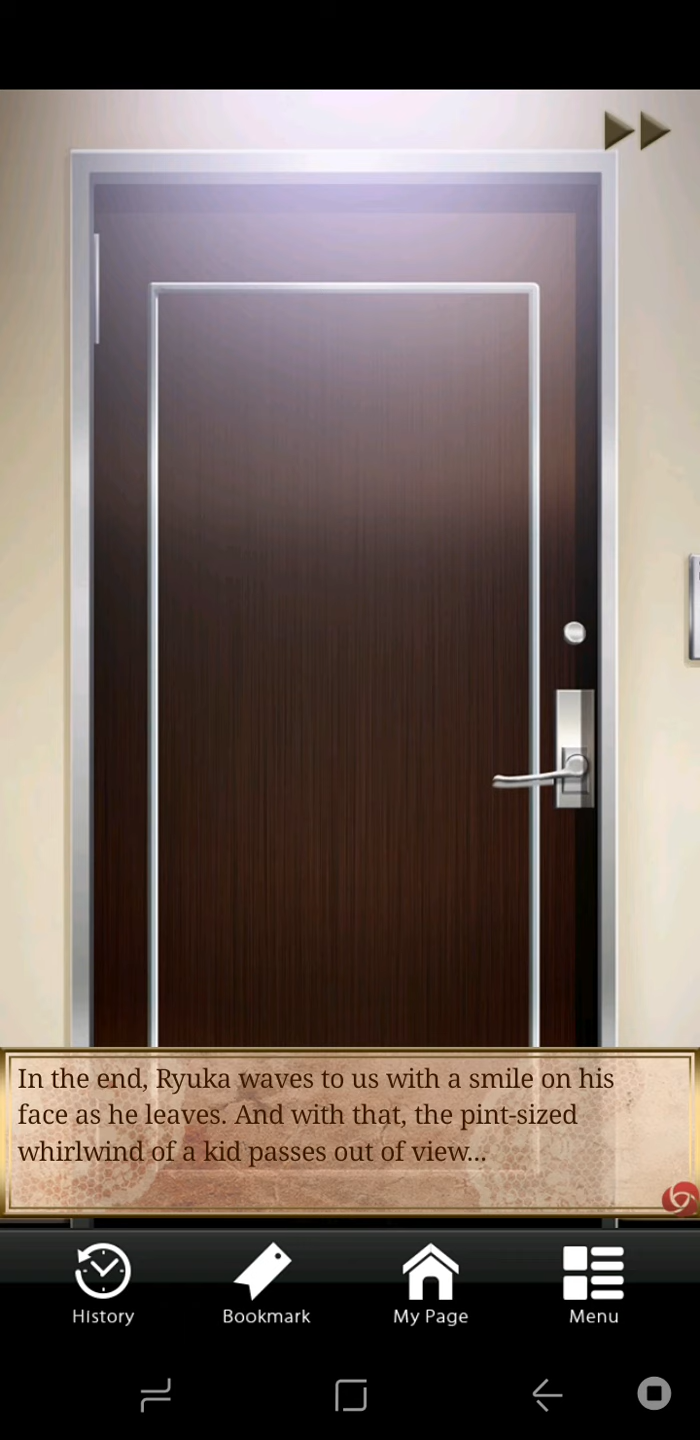 In the end, Ryuka waves to us with a smile on his
face as he leaves. And with that, the pint-sized
whirlwind of a kid passes out of view...
History Bookmark My Page Menu